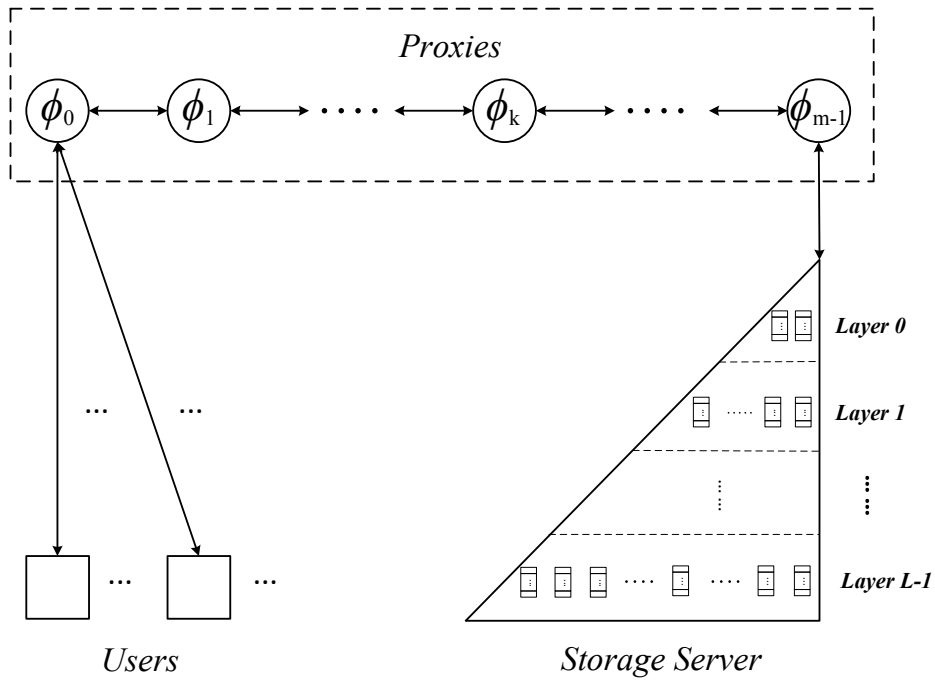 Proxies
ϕ0 ϕ1 .... ϕk .... ϕm-1
Layer 0
... ... ..... Layer 1
... ... .... .... Layer L-1
Users Storage Server